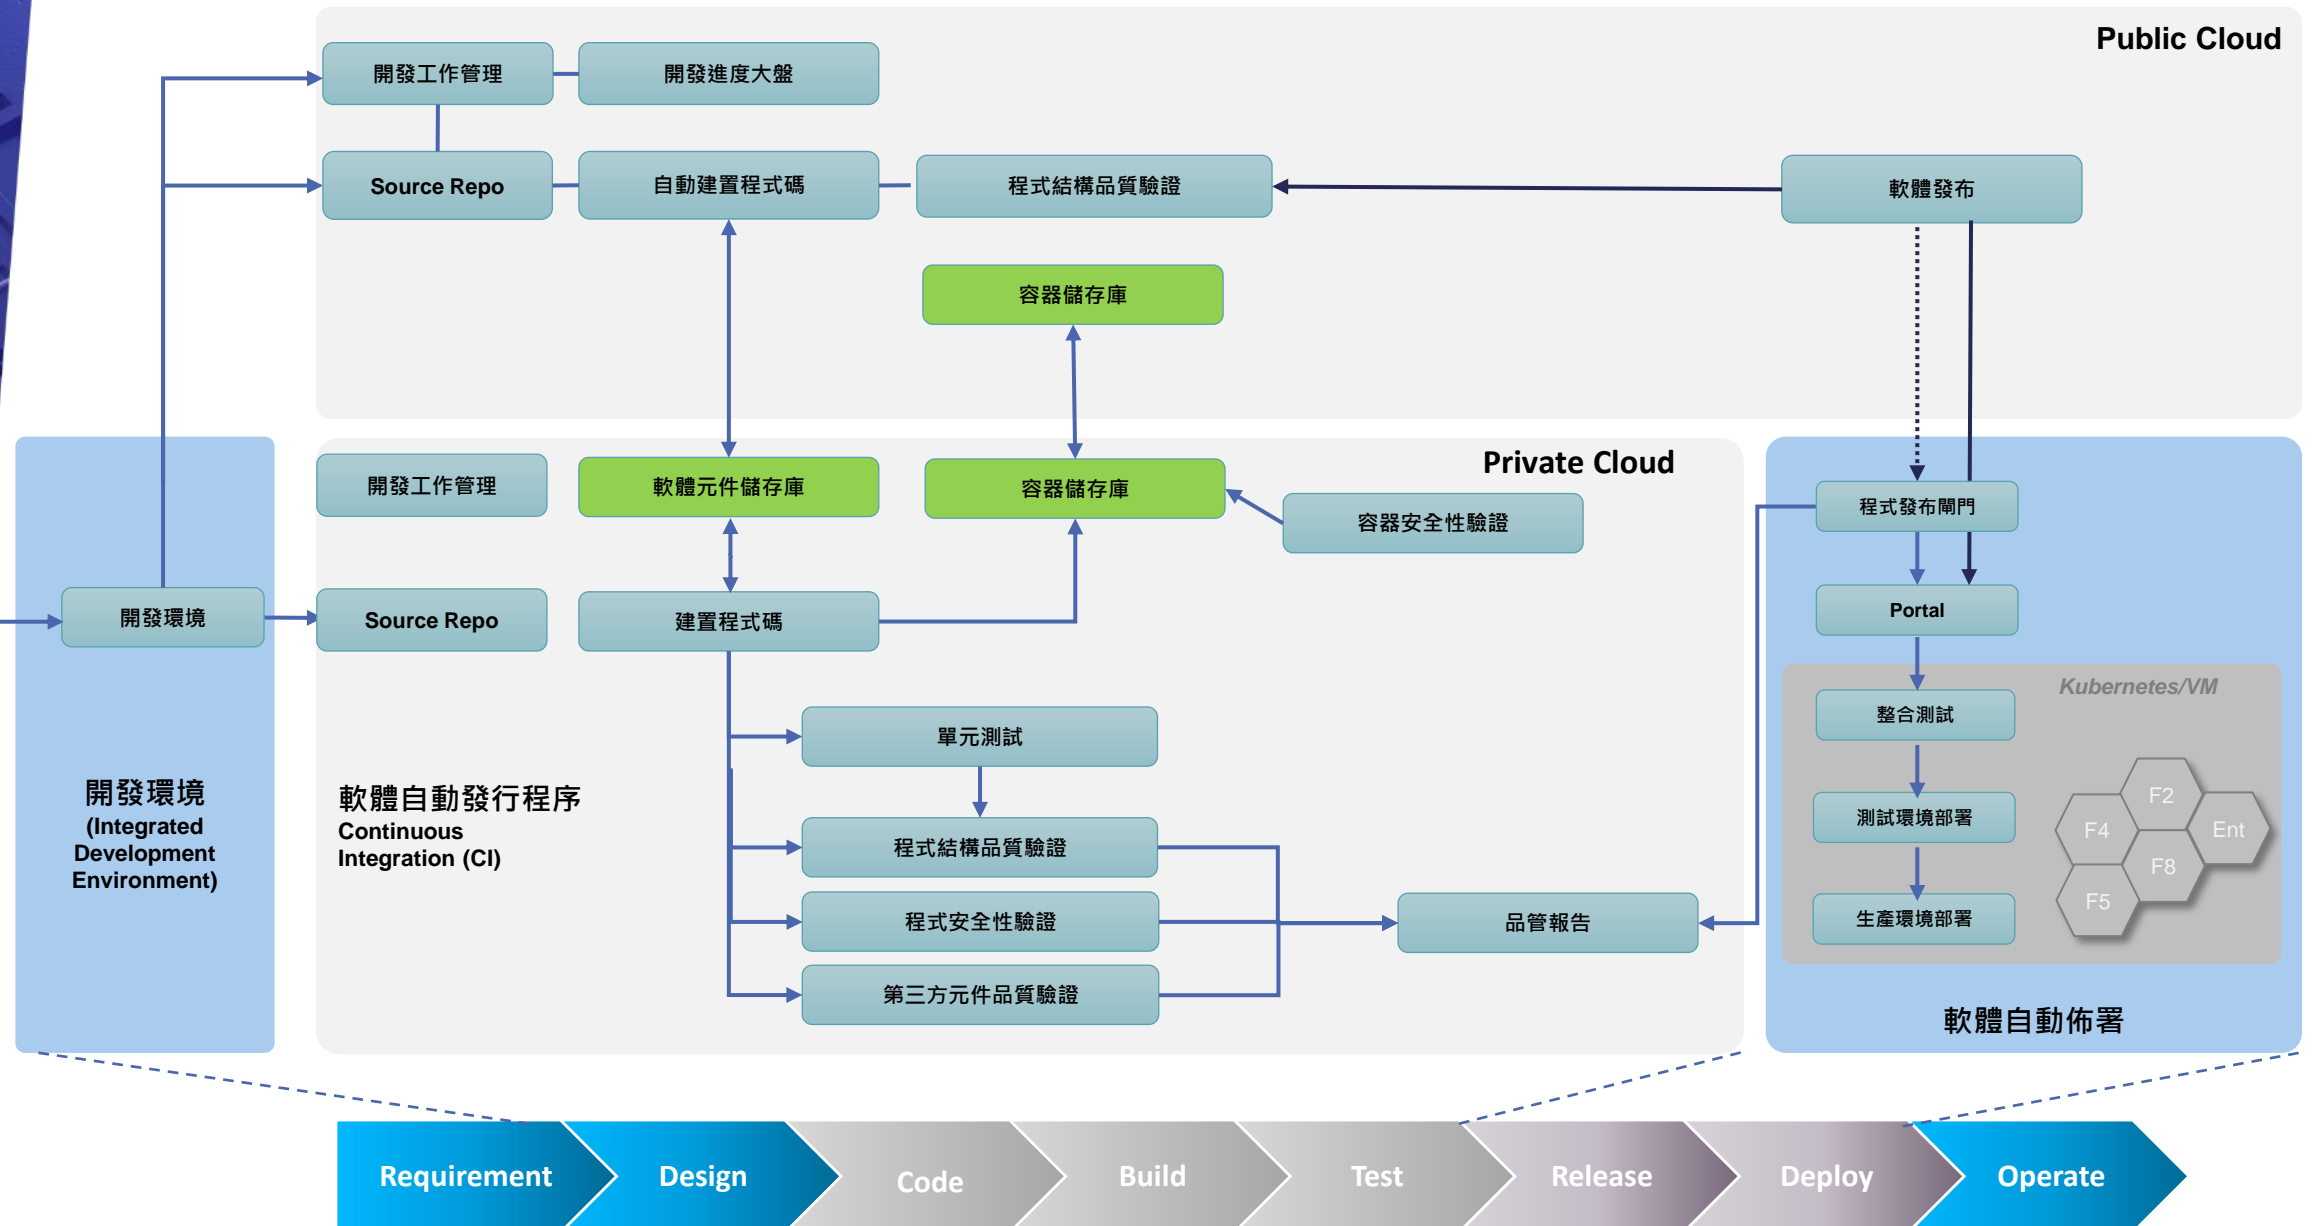 Public Cloud
開發工作管理
開發進度大盤
Source Repo
自動建置程式碼
程式結構品質驗證
軟體發布
容器儲存庫
Private Cloud
開發工作管理
軟體元件儲存庫
容器儲存庫
容器安全性驗證
程式發布閘門
開發環境
Source Repo
建置程式碼
Portal
Kubernetes/VM
單元測試
整合測試
開發環境
(Integrated
Development
Environment)
軟體自動發行程序
Continuous
Integration (CI)
程式結構品質驗證
測試環境部署
F2
F4
Ent
F8
F5
程式安全性驗證
品管報告
生產環境部署
第三方元件品質驗證
軟體自動佈署
Requirement
Design
Code
Build
Test
Release
Deploy
Operate